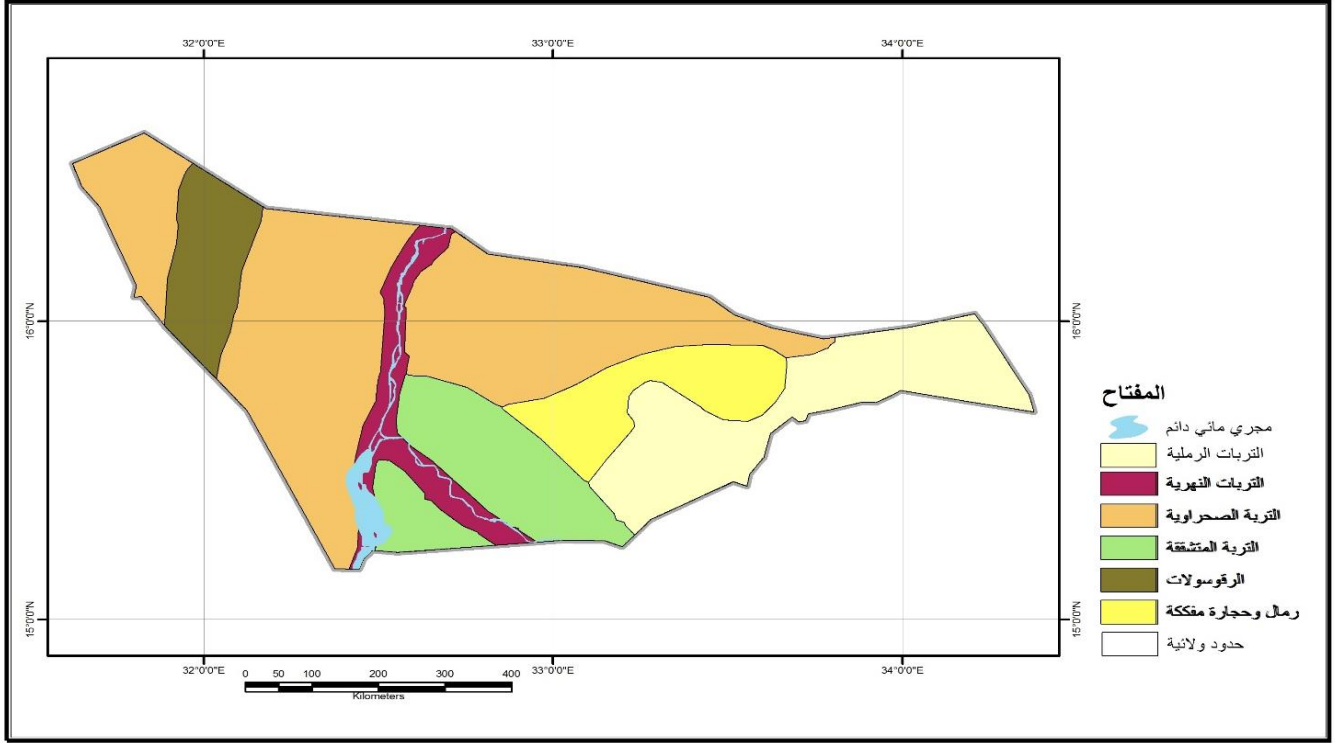 32°0'0"E 33°0'0"E 34°0'0"E
16°0'0"N 16°0'0"N
المفتاح
مجري مائي دائم
التربات الرملية
التربات النهرية
التربة الصحراوية
التربة المتشققة
الرقوسولات
رمال وحجارة مفككة
حدود ولائية
15°0'0"N 15°0'0"N
32°0'0"E 33°0'0"E 34°0'0"E
0 50 100 200 300 400
Kilometers